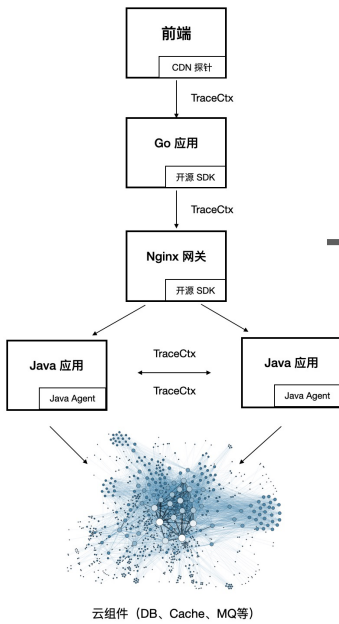 前端
CDN 探针
TraceCtx
Go 应用
开源 SDK
TraceCtx
Nginx 网关
开源 SDK
Java 应用
Java Agent
TraceCtx
TraceCtx
Java 应用
Java Agent
云组件（DB、Cache、MQ等）